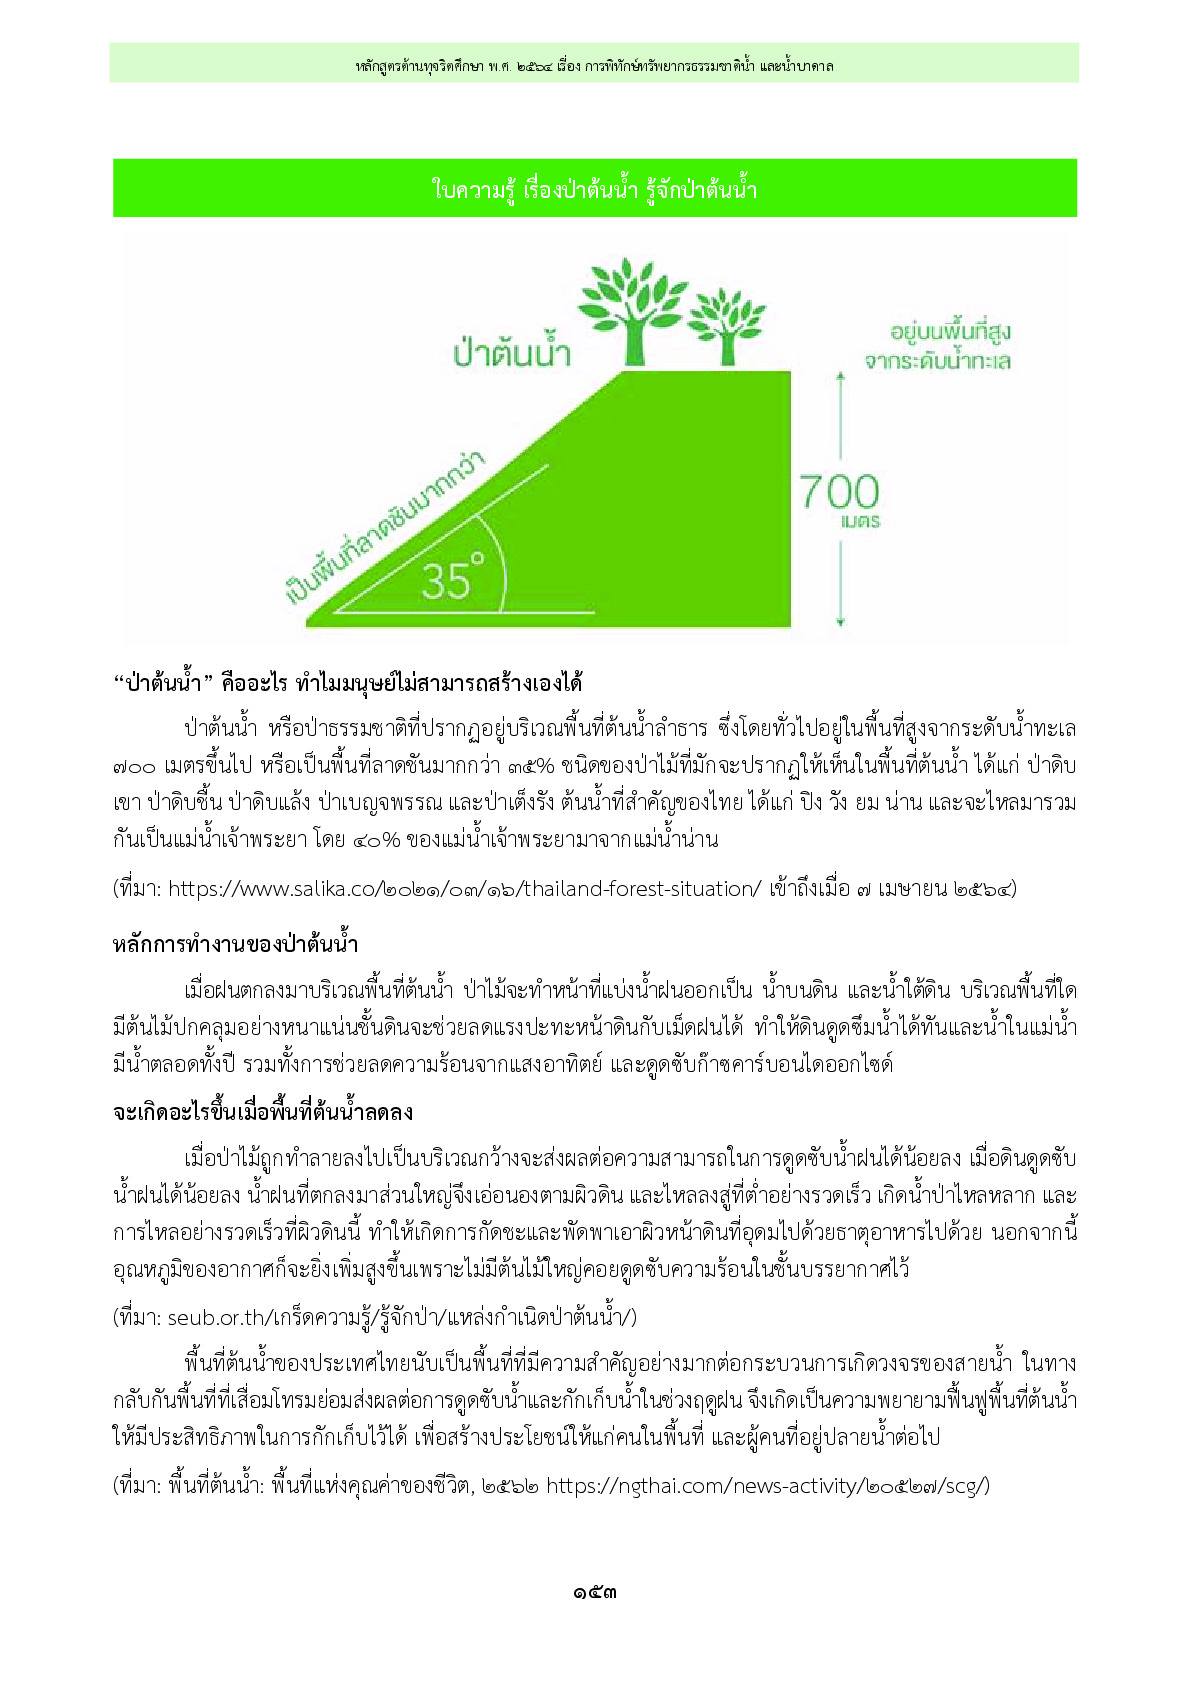 หลักสูตรต้านทุจริตศึกษา พ.ศ. ๒๕๖๔ เรื่อง การพิทักษ์ทรัพยากรธรรมชาติน้ำ และน้ำบาดาล
ใบความรู้ เรื่องป่าต้นน้ำ รู้จักป่าต้นน้ำ
ป่าต้นน้ำ
อยู่บนพื้นที่สูง
จากระดับน้ำทะเล
เป็นพื้นที่ลาดชันมากกว่า
35°
700
เมตร
“ป่าต้นน้ำ” คืออะไร ทำไมมนุษย์ไม่สามารถสร้างเองได้
ป่าต้นน้ำ หรือป่าธรรมชาติที่ปรากฏอยู่บริเวณพื้นที่ต้นน้ำลำธาร ซึ่งโดยทั่วไปอยู่ในพื้นที่สูงจากระดับน้ำทะเล
๗๐๐ เมตรขึ้นไป หรือเป็นพื้นที่ลาดชันมากกว่า ๓๕% ชนิดของป่าไม้ที่มักจะปรากฏให้เห็นในพื้นที่ต้นน้ำ ได้แก่ ป่าดิบ
เขา ป่าดิบชื้น ป่าดิบแล้ง ป่าเบญจพรรณ และป่าเต็งรัง ต้นน้ำที่สำคัญของไทย ได้แก่ ปิง วัง ยม น่าน และจะไหลมารวม
กันเป็นแม่น้ำเจ้าพระยา โดย ๔๐% ของแม่น้ำเจ้าพระยามาจากแม่น้ำน่าน
(ที่มา: https://www.salika.co/๒๐๒๑/๐๓/๑๖/thailand-forest-situation/ เข้าถึงเมื่อ ๗ เมษายน ๒๕๖๔)
หลักการทำงานของป่าต้นน้ำ
เมื่อฝนตกลงมาบริเวณพื้นที่ต้นน้ำ ป่าไม้จะทำหน้าที่แบ่งน้ำฝนออกเป็น น้ำบนดิน และน้ำใต้ดิน บริเวณพื้นที่ใด
มีต้นไม้ปกคลุมอย่างหนาแน่นชั้นดินจะช่วยลดแรงปะทะหน้าดินกับเม็ดฝนได้ ทำให้ดินดูดซึมน้ำได้ทันและน้ำในแม่น้ำ
มีน้ำตลอดทั้งปี รวมทั้งการช่วยลดความร้อนจากแสงอาทิตย์ และดูดซับก๊าซคาร์บอนไดออกไซด์
จะเกิดอะไรขึ้นเมื่อพื้นที่ต้นน้ำลดลง
เมื่อป่าไม้ถูกทำลายลงไปเป็นบริเวณกว้างจะส่งผลต่อความสามารถในการดูดซับน้ำฝนได้น้อยลง เมื่อดินดูดซับ
น้ำฝนได้น้อยลง น้ำฝนที่ตกลงมาส่วนใหญ่จึงเอ่อนองตามผิวดิน และไหลลงสู่ที่ต่ำอย่างรวดเร็ว เกิดน้ำป่าไหลหลาก และ
การไหลอย่างรวดเร็วที่ผิวดินนี้ ทำให้เกิดการกัดชะและพัดพาเอาผิวหน้าดินที่อุดมไปด้วยธาตุอาหารไปด้วย นอกจากนี้
อุณหภูมิของอากาศก็จะยิ่งเพิ่มสูงขึ้นเพราะไม่มีต้นไม้ใหญ่คอยดูดซับความร้อนในชั้นบรรยากาศไว้
(ที่มา: seub.or.th/เกร็ดความรู้/รู้จักป่า/แหล่งกำเนิดป่าต้นน้ำ/)
พื้นที่ต้นน้ำของประเทศไทยนับเป็นพื้นที่ที่มีความสำคัญอย่างมากต่อกระบวนการเกิดวงจรของสายน้ำ ในทาง
กลับกันพื้นที่ที่เสื่อมโทรมย่อมส่งผลต่อการดูดซับน้ำและกักเก็บน้ำในช่วงฤดูฝน จึงเกิดเป็นความพยายามฟื้นฟูพื้นที่ต้นน้ำ
ให้มีประสิทธิภาพในการกักเก็บไว้ได้ เพื่อสร้างประโยชน์ให้แก่คนในพื้นที่ และผู้คนที่อยู่ปลายน้ำต่อไป
(ที่มา: พื้นที่ต้นน้ำ: พื้นที่แห่งคุณค่าของชีวิต, ๒๕๖๒ https://ngthai.com/news-activity/๒๐๕๒๗/scg/)
๑๕๓